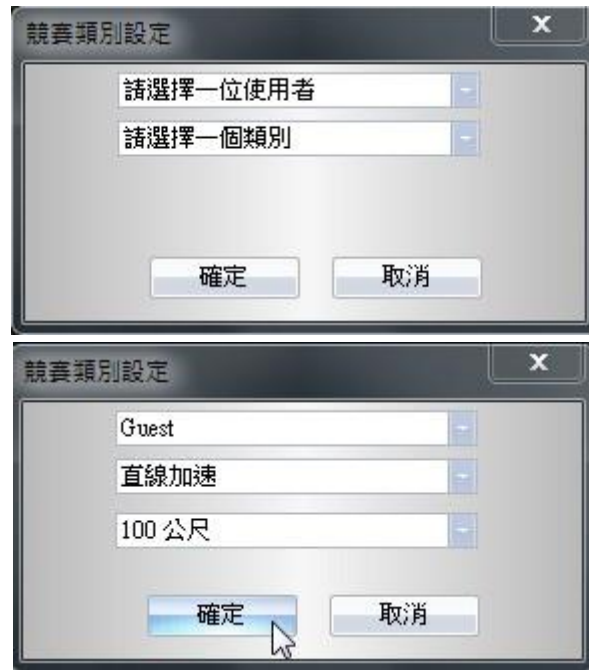 競賽類別設定
x
請選擇一位使用者
請選擇一個類別
確定 取消
競賽類別設定
x
Guest
直線加速
100 公尺
確定 取消